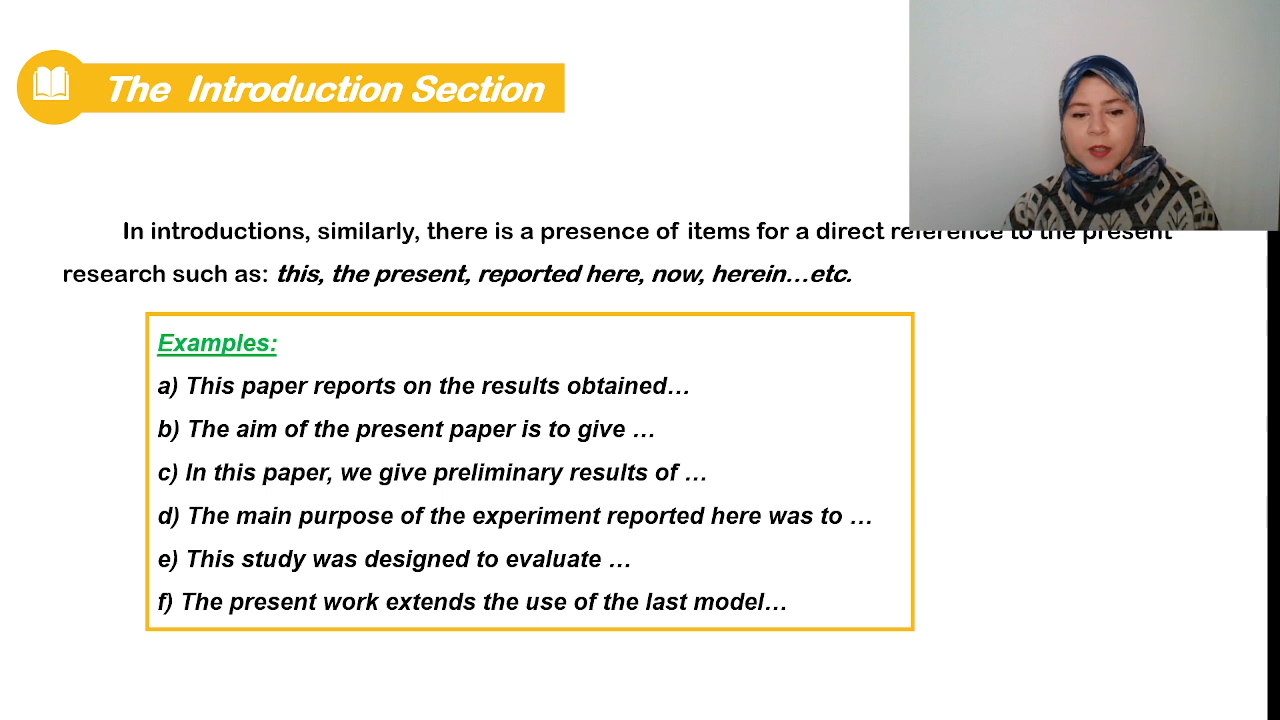 The Introduction Section
In introductions, similarly, there is a presence of items for a direct reference to the present
research such as: this, the present, reported here, now, herein…etc.
Examples:
a) This paper reports on the results obtained…
b) The aim of the present paper is to give …
c) In this paper, we give preliminary results of …
d) The main purpose of the experiment reported here was to …
e) This study was designed to evaluate …
f) The present work extends the use of the last model…